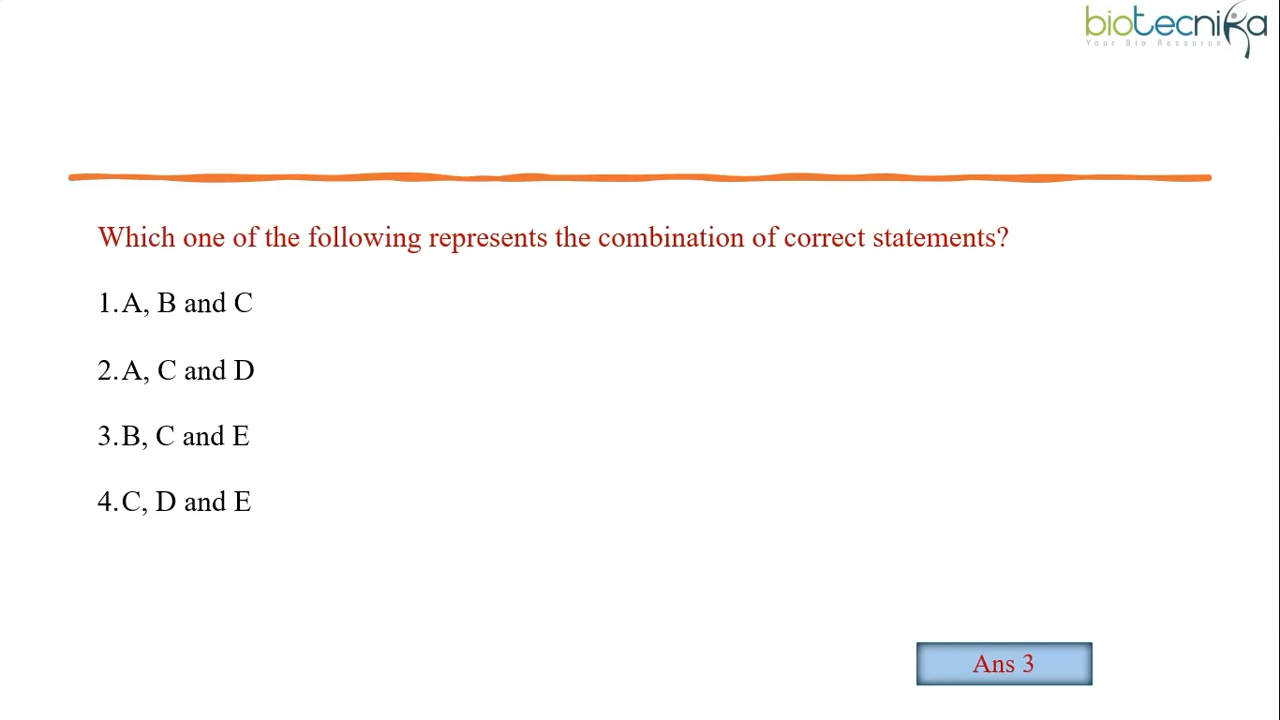 biotecnika
Your Bio Resource
Which one of the following represents the combination of correct statements?
1.A, B and C
2.A, C and D
3.B, C and E
4.C, D and E
Ans 3